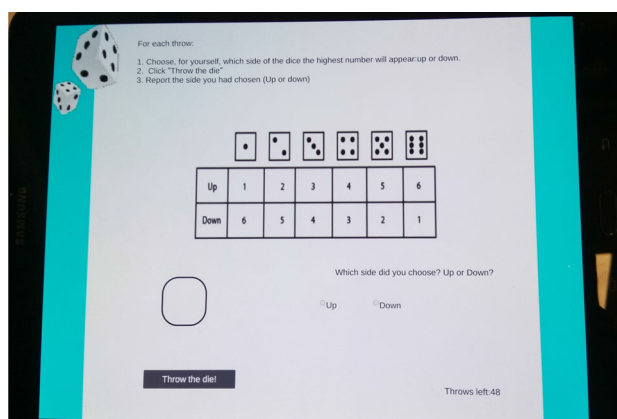 For each throw:
1. Choose, for yourself, which side of the dice the highest number will appear:up or down.
2. Click "Throw the die"
3. Report the side you had chosen (Up or down)
Up 1 2 3 4 5 6
Down 6 5 4 3 2 1
Which side did you choose? Up or Down?
Up Down
Throw the die!
Throws left:48
SAMSUNG